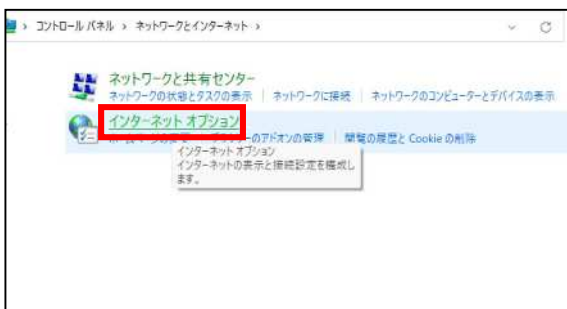 › コントロール パネル › ネットワークとインターネット ›
ネットワークと共有センター
ネットワークの状態とタスクの表示 | ネットワークに接続 | ネットワークのコンピューターとデバイスの表示
インターネット オプション
のアドオンの管理 | 閲覧の履歴と Cookie の削除
インターネット オプション
インターネットの表示と接続設定を構成し
ます。